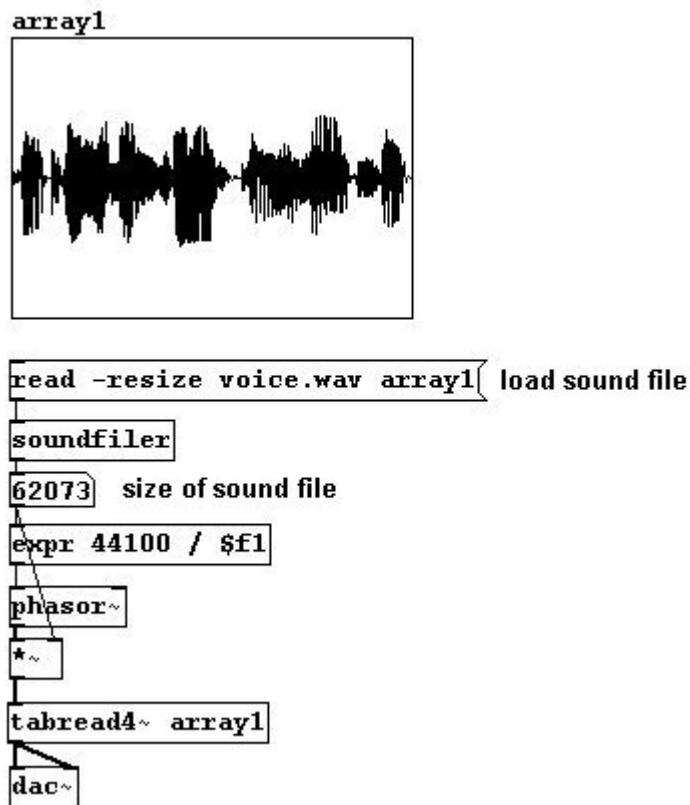 array1
read -resize voice.wav array1 load sound file
soundfiler
62073 size of sound file
expr 44100 / $f1
phasor~
*~
tabread4~ array1
dac~